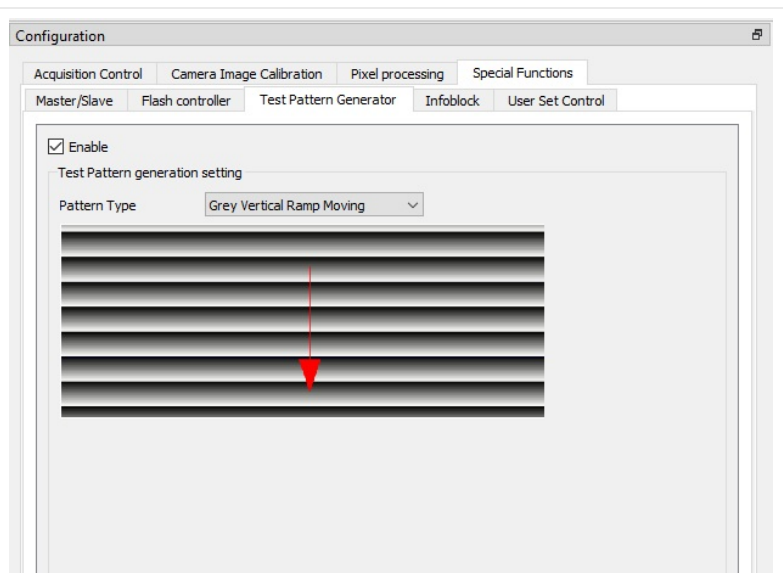 Configuration
Acquisition Control Camera Image Calibration Pixel processing Special Functions
Master/Slave Flash controller Test Pattern Generator Infoblock User Set Control
Enable
Test Pattern generation setting
Pattern Type Grey Vertical Ramp Moving